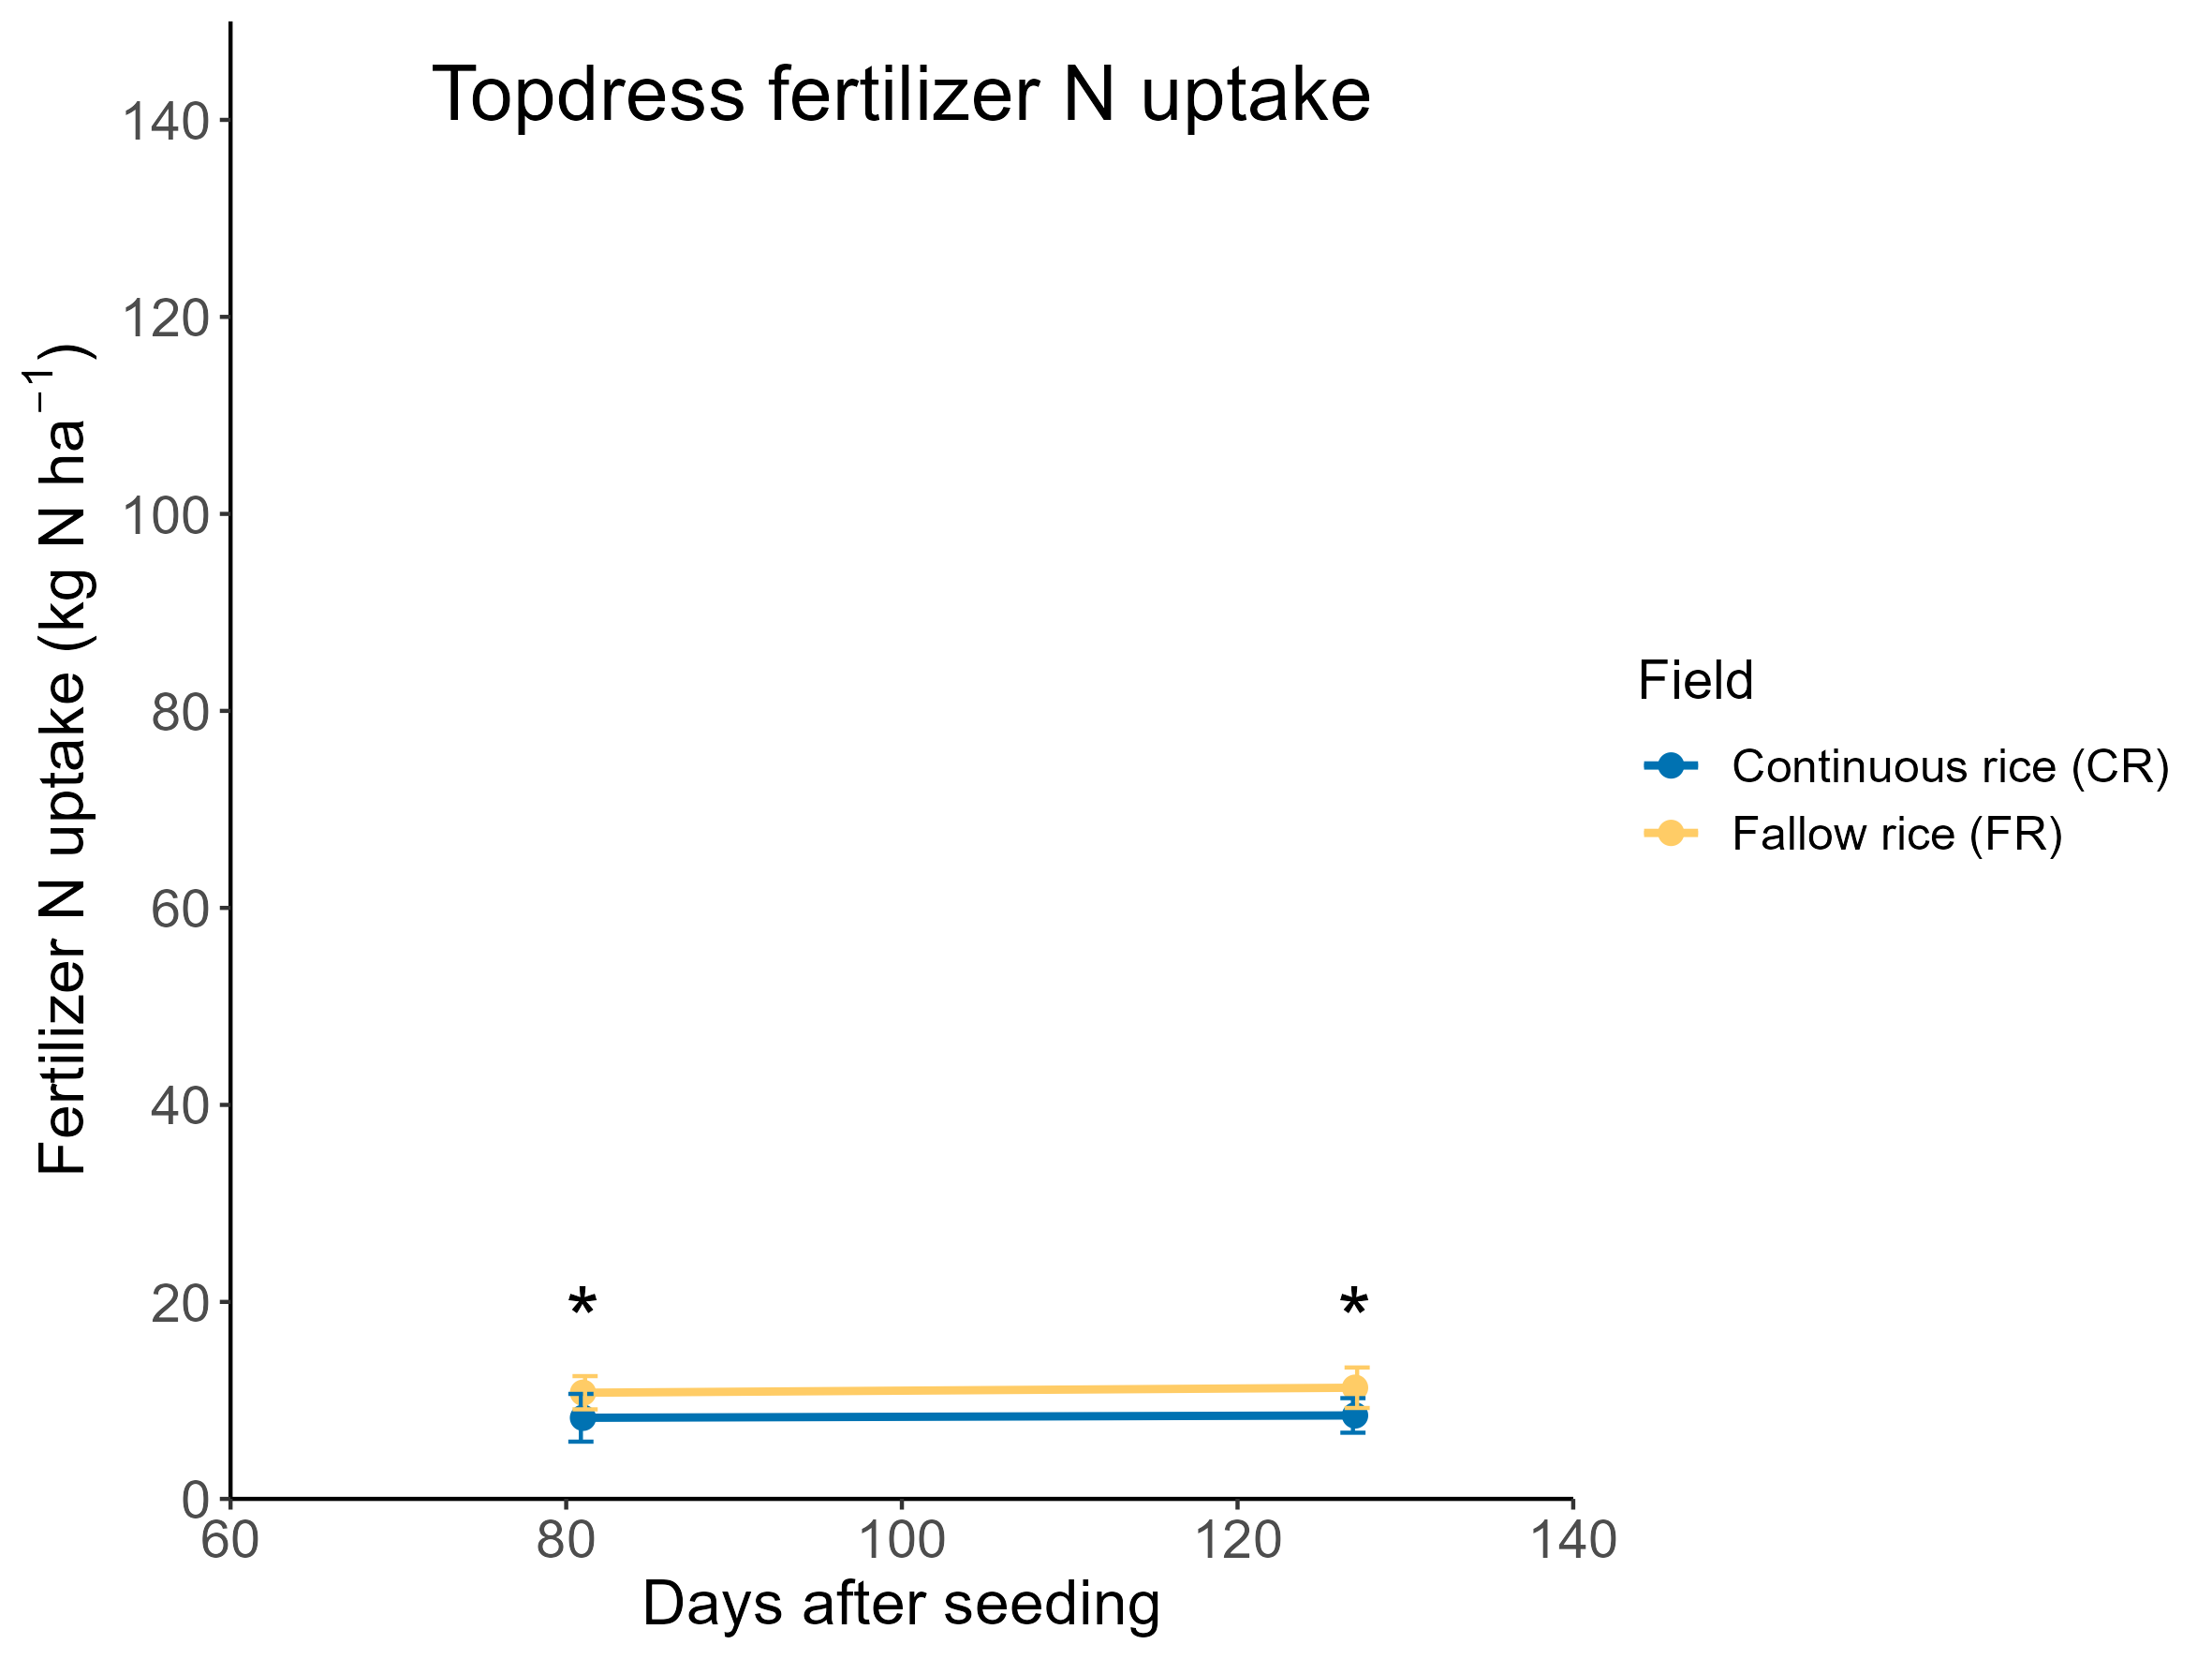 Topdress fertilizer N uptake
Fertilizer N uptake (kg N ha⁻¹)
140
120
100
80
60
40
20
0
*
*
60
80
100
120
140
Days after seeding
Field
Continuous rice (CR)
Fallow rice (FR)